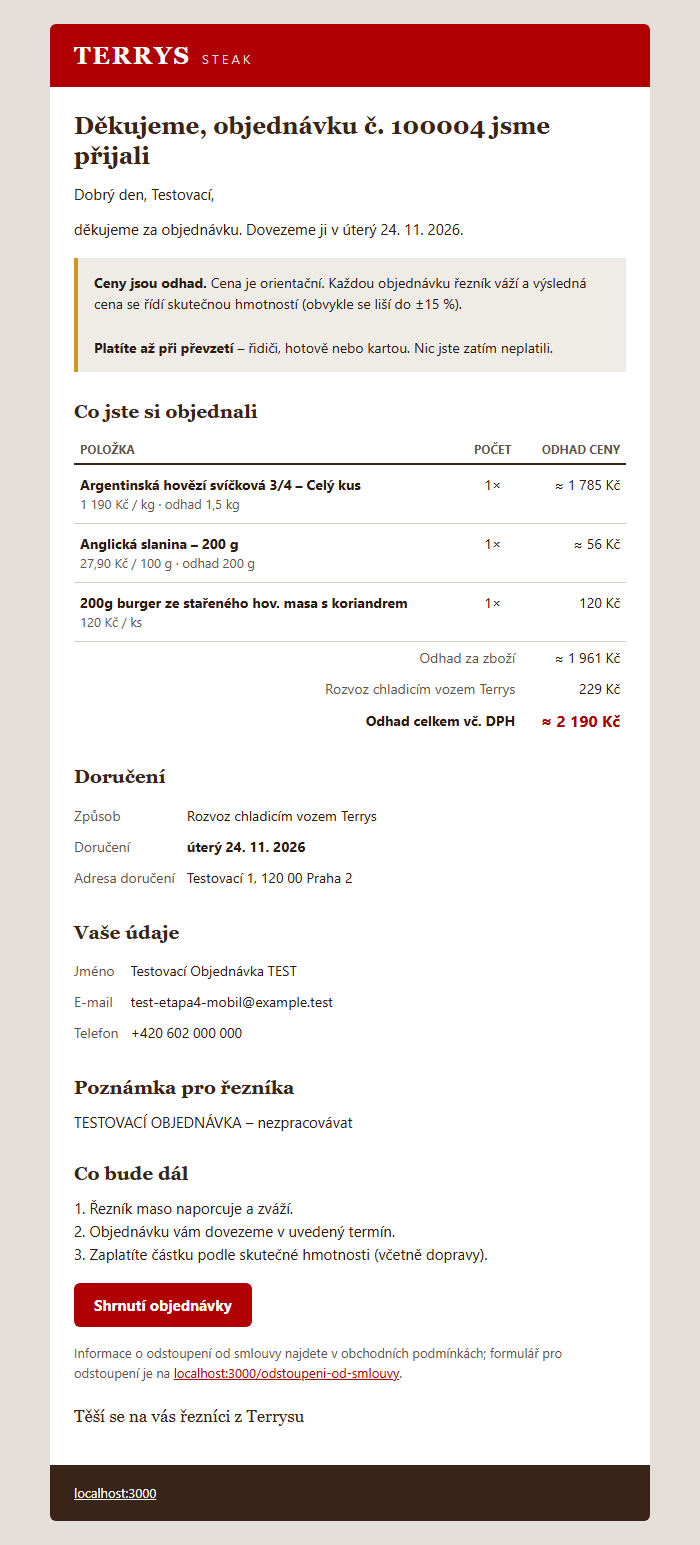 TERRYS STEAK
Děkujeme, objednávku č. 100004 jsme
přijali
Dobrý den, Testovací,
děkujeme za objednávku. Dovezeme ji v úterý 24. 11. 2026.
Ceny jsou odhad. Cena je orientační. Každou objednávku řezník váží a výsledná
cena se řídí skutečnou hmotností (obvykle se liší do ±15 %).
Platíte až při převzetí – řidiči, hotově nebo kartou. Nic jste zatím neplatili.
Co jste si objednali
POLOŽKA POČET ODHAD CENY
Argentinská hovězí svíčková 3/4 – Celý kus 1× ≈ 1 785 Kč
1 190 Kč / kg · odhad 1,5 kg
Anglická slanina – 200 g 1× ≈ 56 Kč
27,90 Kč / 100 g · odhad 200 g
200g burger ze stařeného hov. masa s koriandrem 1× 120 Kč
120 Kč / ks
Odhad za zboží ≈ 1 961 Kč
Rozvoz chladicím vozem Terrys 229 Kč
Odhad celkem vč. DPH ≈ 2 190 Kč
Doručení
Způsob Rozvoz chladicím vozem Terrys
Doručení úterý 24. 11. 2026
Adresa doručení Testovací 1, 120 00 Praha 2
Vaše údaje
Jméno Testovací Objednávka TEST
E-mail test-etapa4-mobil@example.test
Telefon +420 602 000 000
Poznámka pro řezníka
TESTOVACÍ OBJEDNÁVKA – nezpracovávat
Co bude dál
1. Řezník maso naporcuje a zváží.
2. Objednávku vám dovezeme v uvedený termín.
3. Zaplatíte částku podle skutečné hmotnosti (včetně dopravy).
Shrnutí objednávky
Informace o odstoupení od smlouvy najdete v obchodních podmínkách; formulář pro
odstoupení je na localhost:3000/odstoupeni-od-smlouvy.
Těší se na vás řezníci z Terrysu
localhost:3000